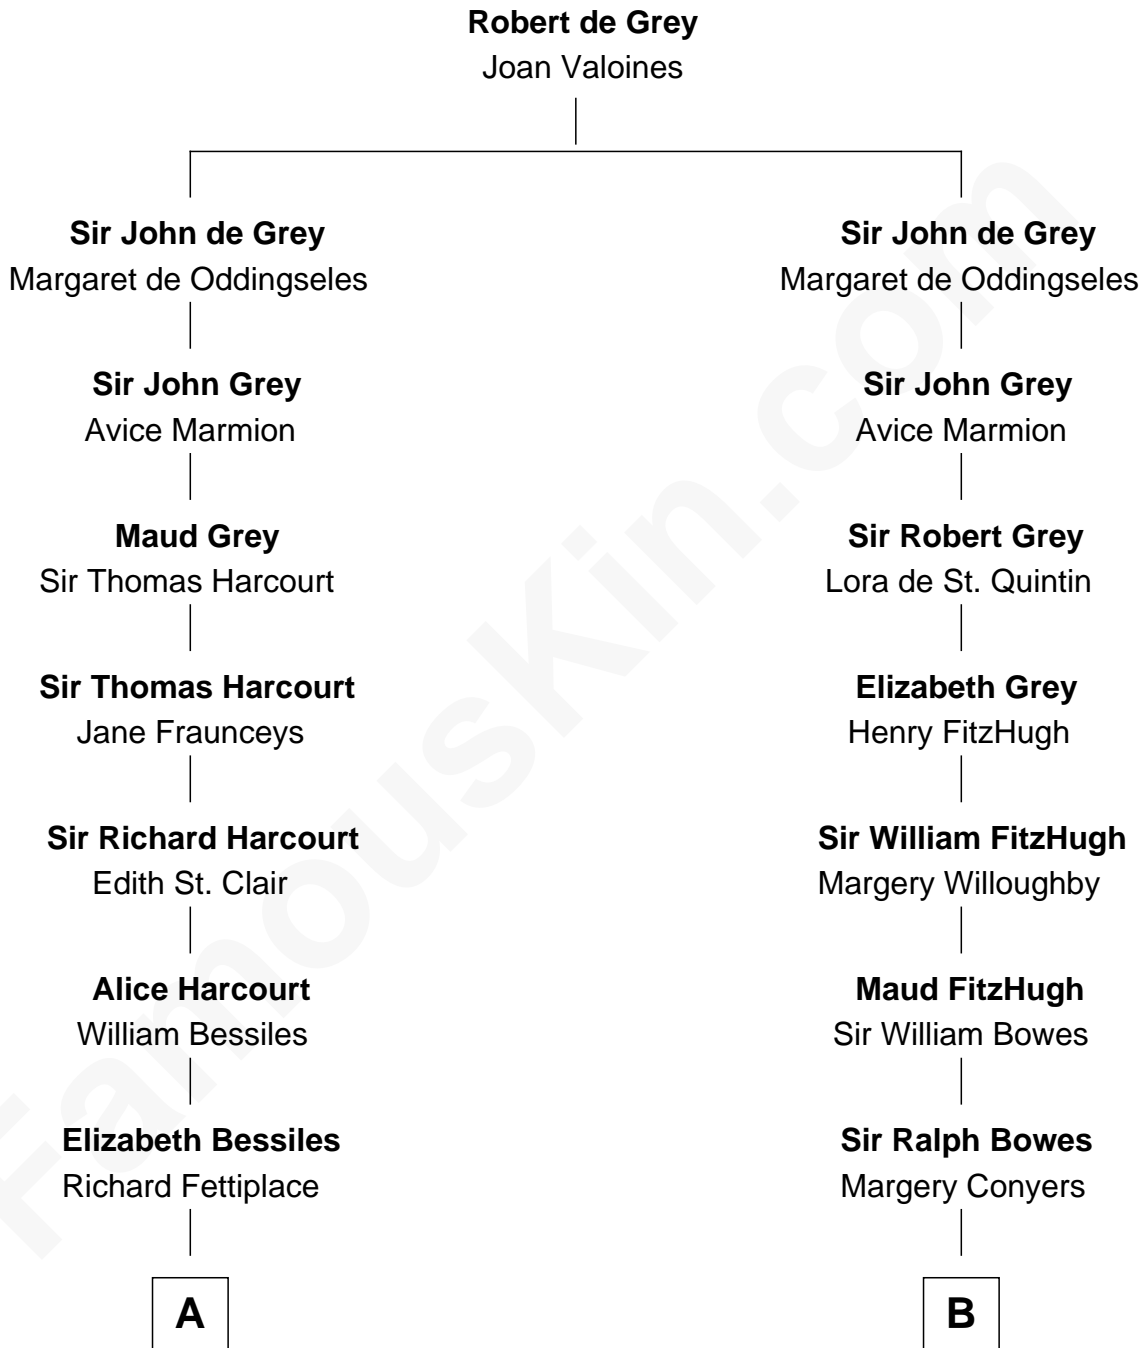 Robert de Grey
Joan Valoines
Sir John de Grey
Margaret de Oddingseles
Sir John Grey
Avice Marmion
Maud Grey
Sir Thomas Harcourt
Sir Thomas Harcourt
Jane Fraunceys
Sir Richard Harcourt
Edith St. Clair
Alice Harcourt
William Bessiles
Elizabeth Bessiles
Richard Fettiplace
A
Sir John de Grey
Margaret de Oddingseles
Sir John Grey
Avice Marmion
Sir Robert Grey
Lora de St. Quintin
Elizabeth Grey
Henry FitzHugh
Sir William FitzHugh
Margery Willoughby
Maud FitzHugh
Sir William Bowes
Sir Ralph Bowes
Margery Conyers
B
FamousKin.com